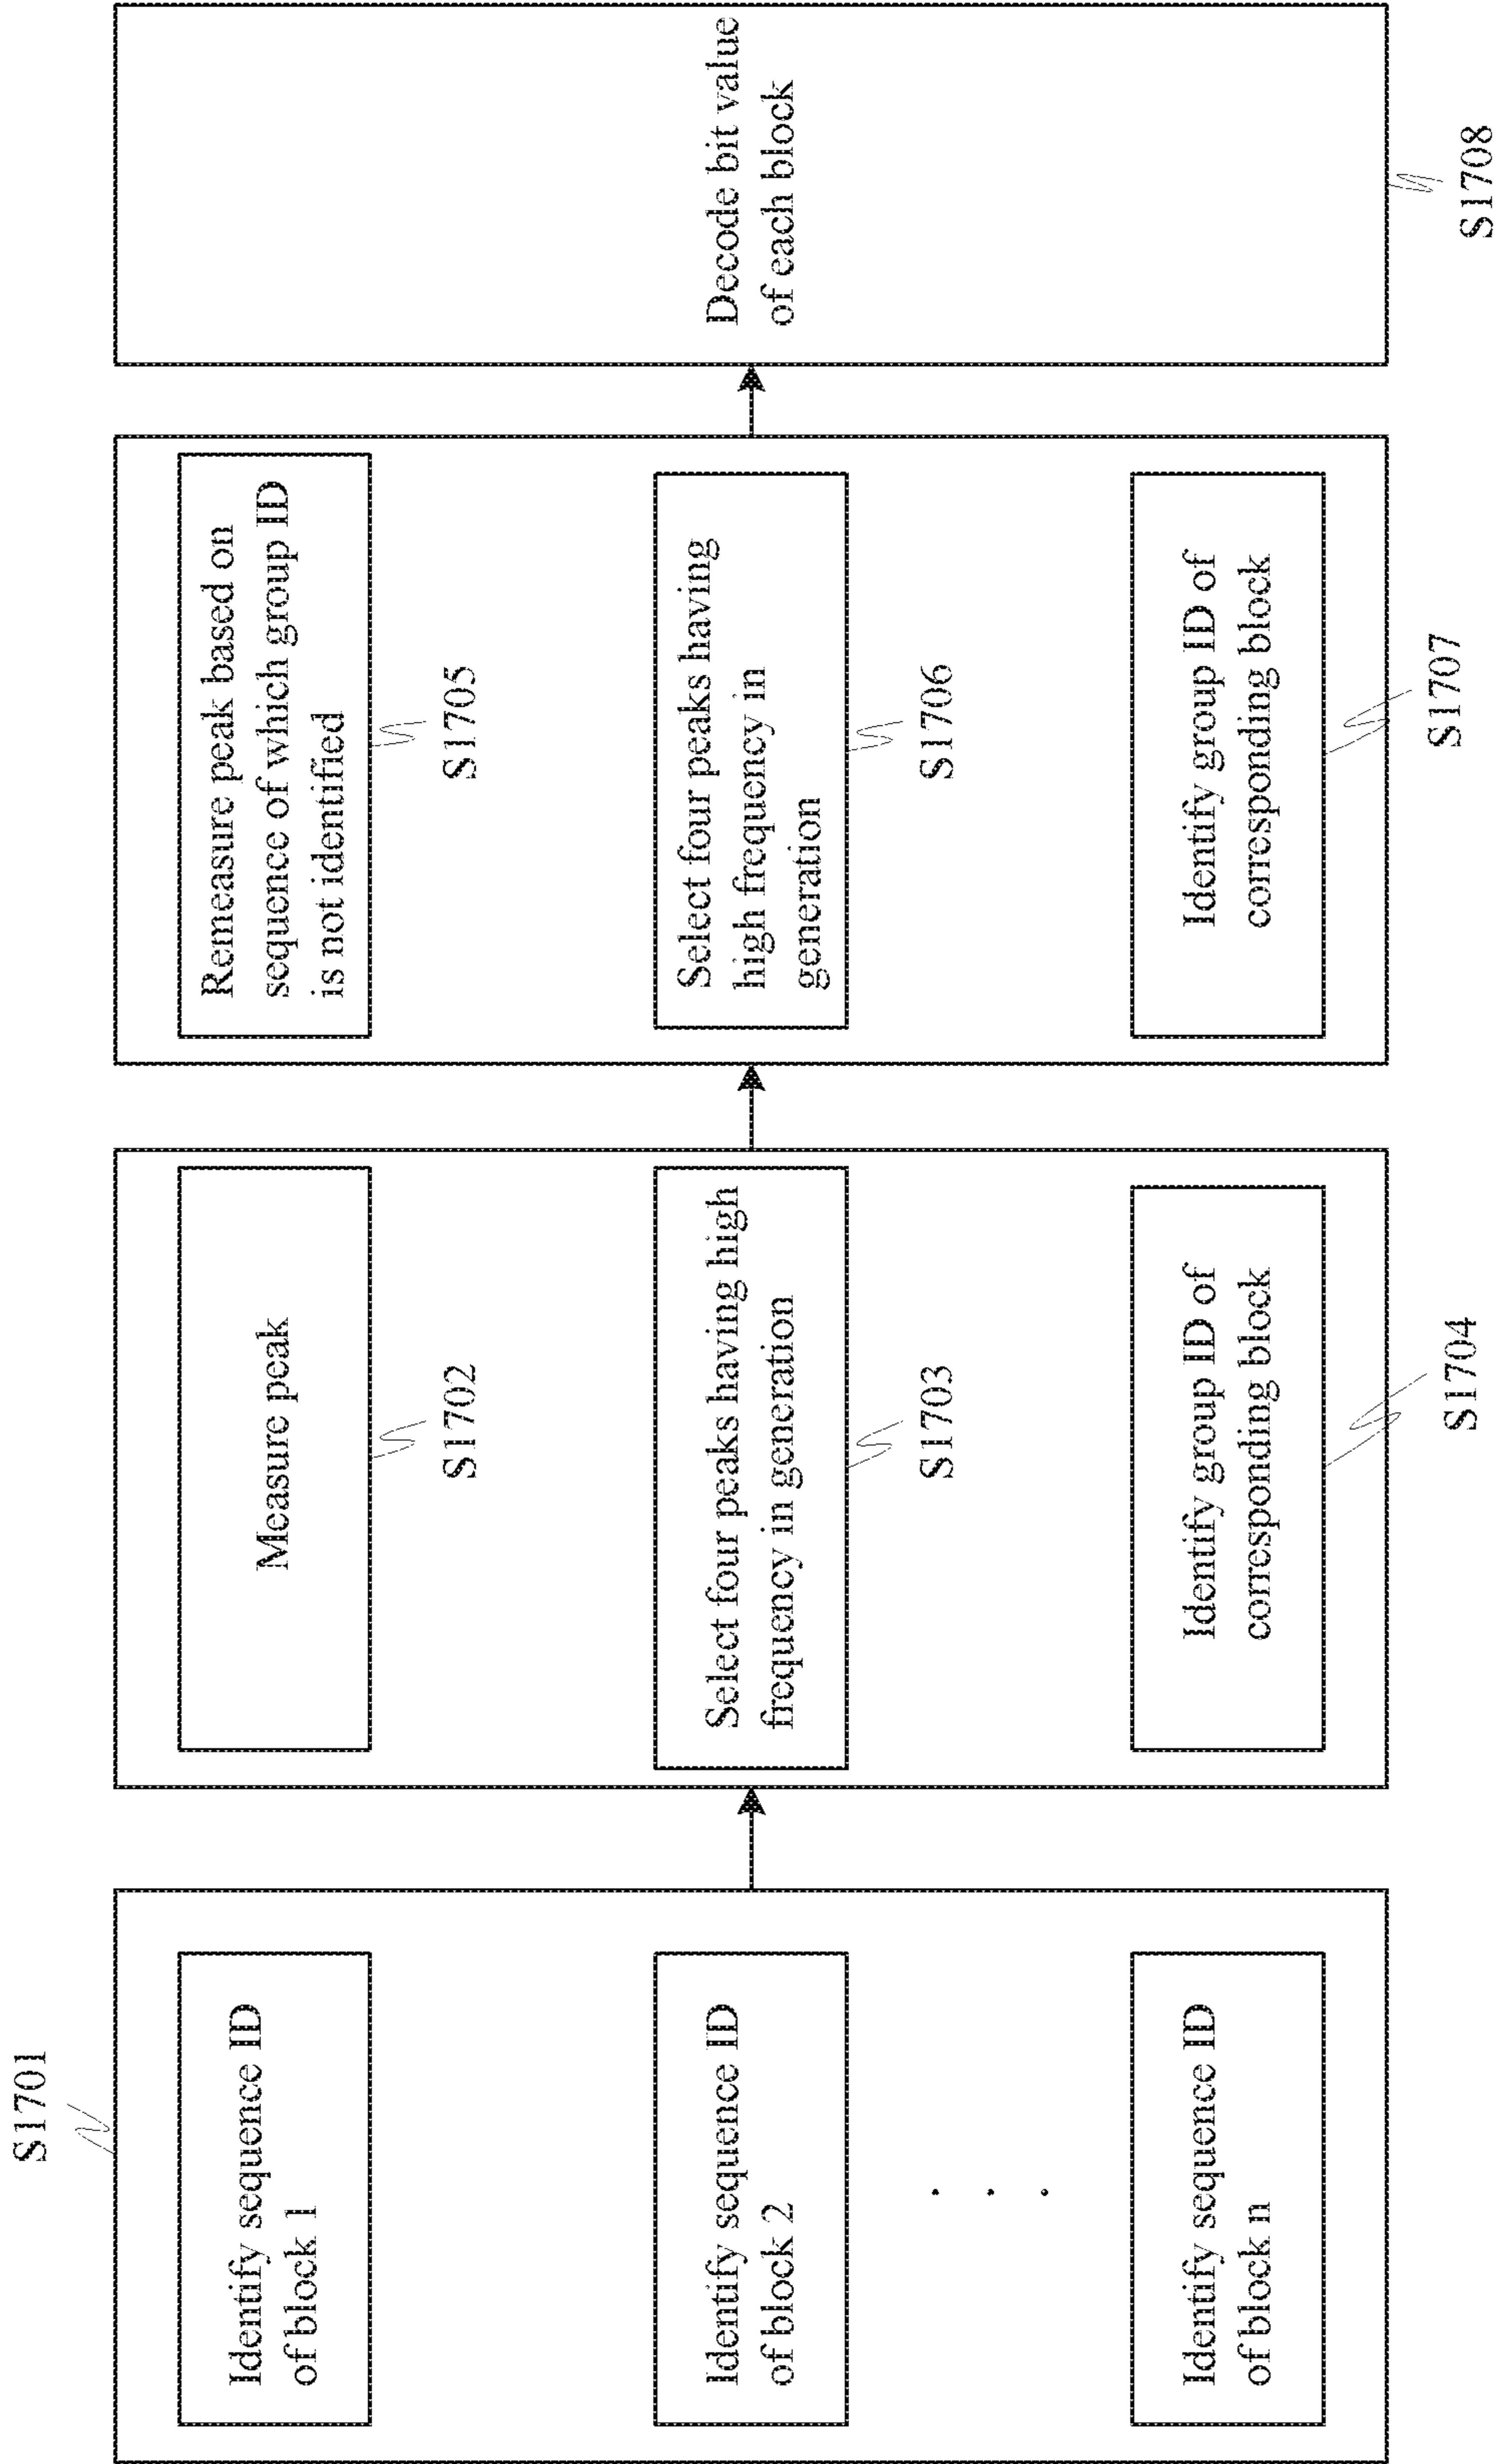 S1701
Identify sequence ID
of block 1
Identify sequence ID
of block 2
. . .
Identify sequence ID
of block n
Measure peak
S1702
Select four peaks having high
frequency in generation
S1703
Identify group ID of
corresponding block
S1704
Remeasure peak based on
sequence of which group ID
is not identified
S1705
Select four peaks having
high frequency in
generation
S1706
Identify group ID of
corresponding block
S1707
Decode bit value
of each block
S1708